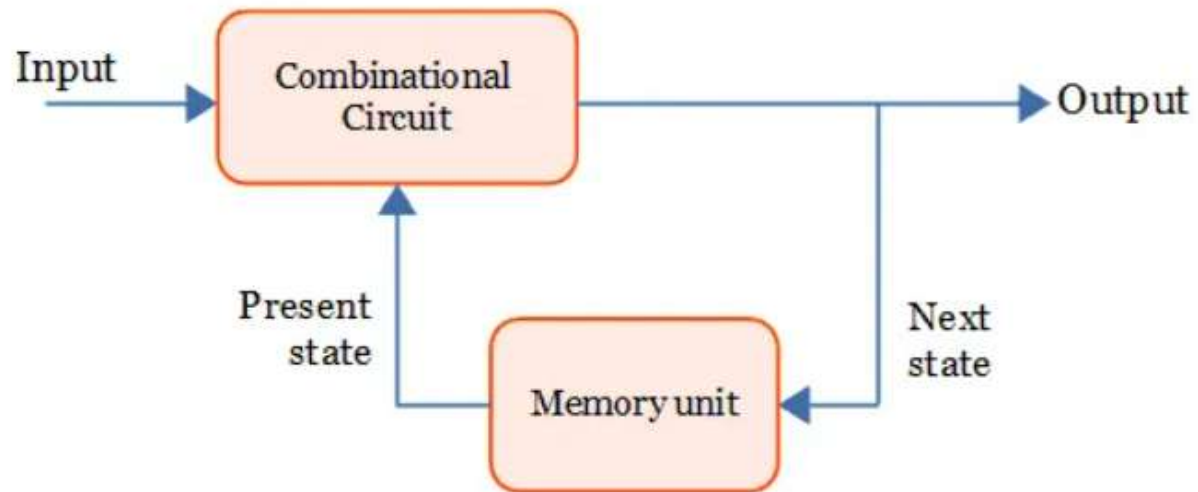 Input
Combinational
Circuit
Output
Present
state
Next
state
Memory unit